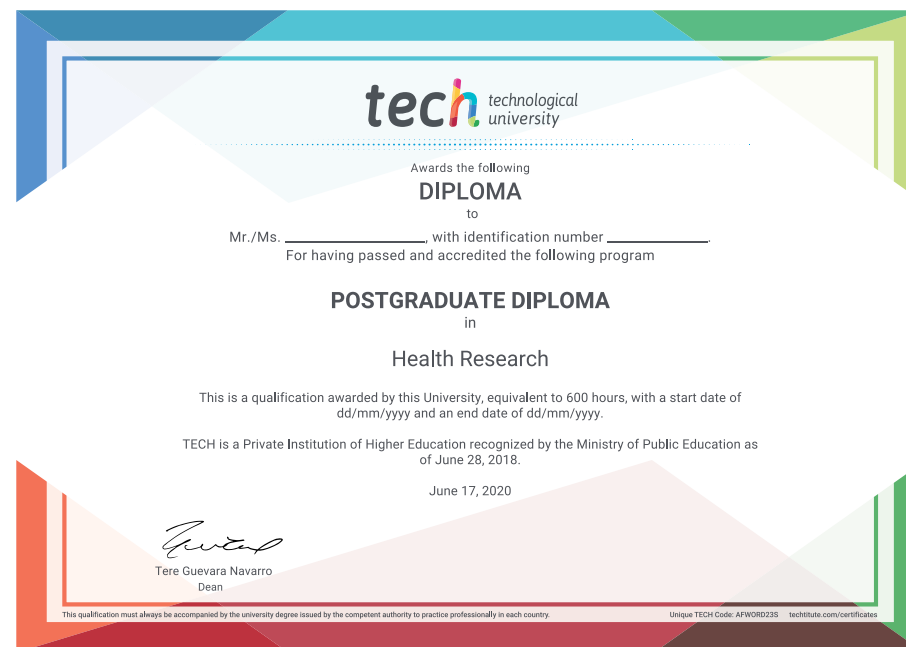 tech technological
university
Awards the following
DIPLOMA
to
Mr./Ms. ____________________, with identification number ______________.
For having passed and accredited the following program
POSTGRADUATE DIPLOMA
in
Health Research
This is a qualification awarded by this University, equivalent to 600 hours, with a start date of
dd/mm/yyyy and an end date of dd/mm/yyyy.
TECH is a Private Institution of Higher Education recognized by the Ministry of Public Education as
of June 28, 2018.
June 17, 2020
Tere Guevara Navarro
Dean
This qualification must always be accompanied by the university degree issued by the competent authority to practice professionally in each country. Unique TECH Code: AFWORD23S techtitute.com/certificates